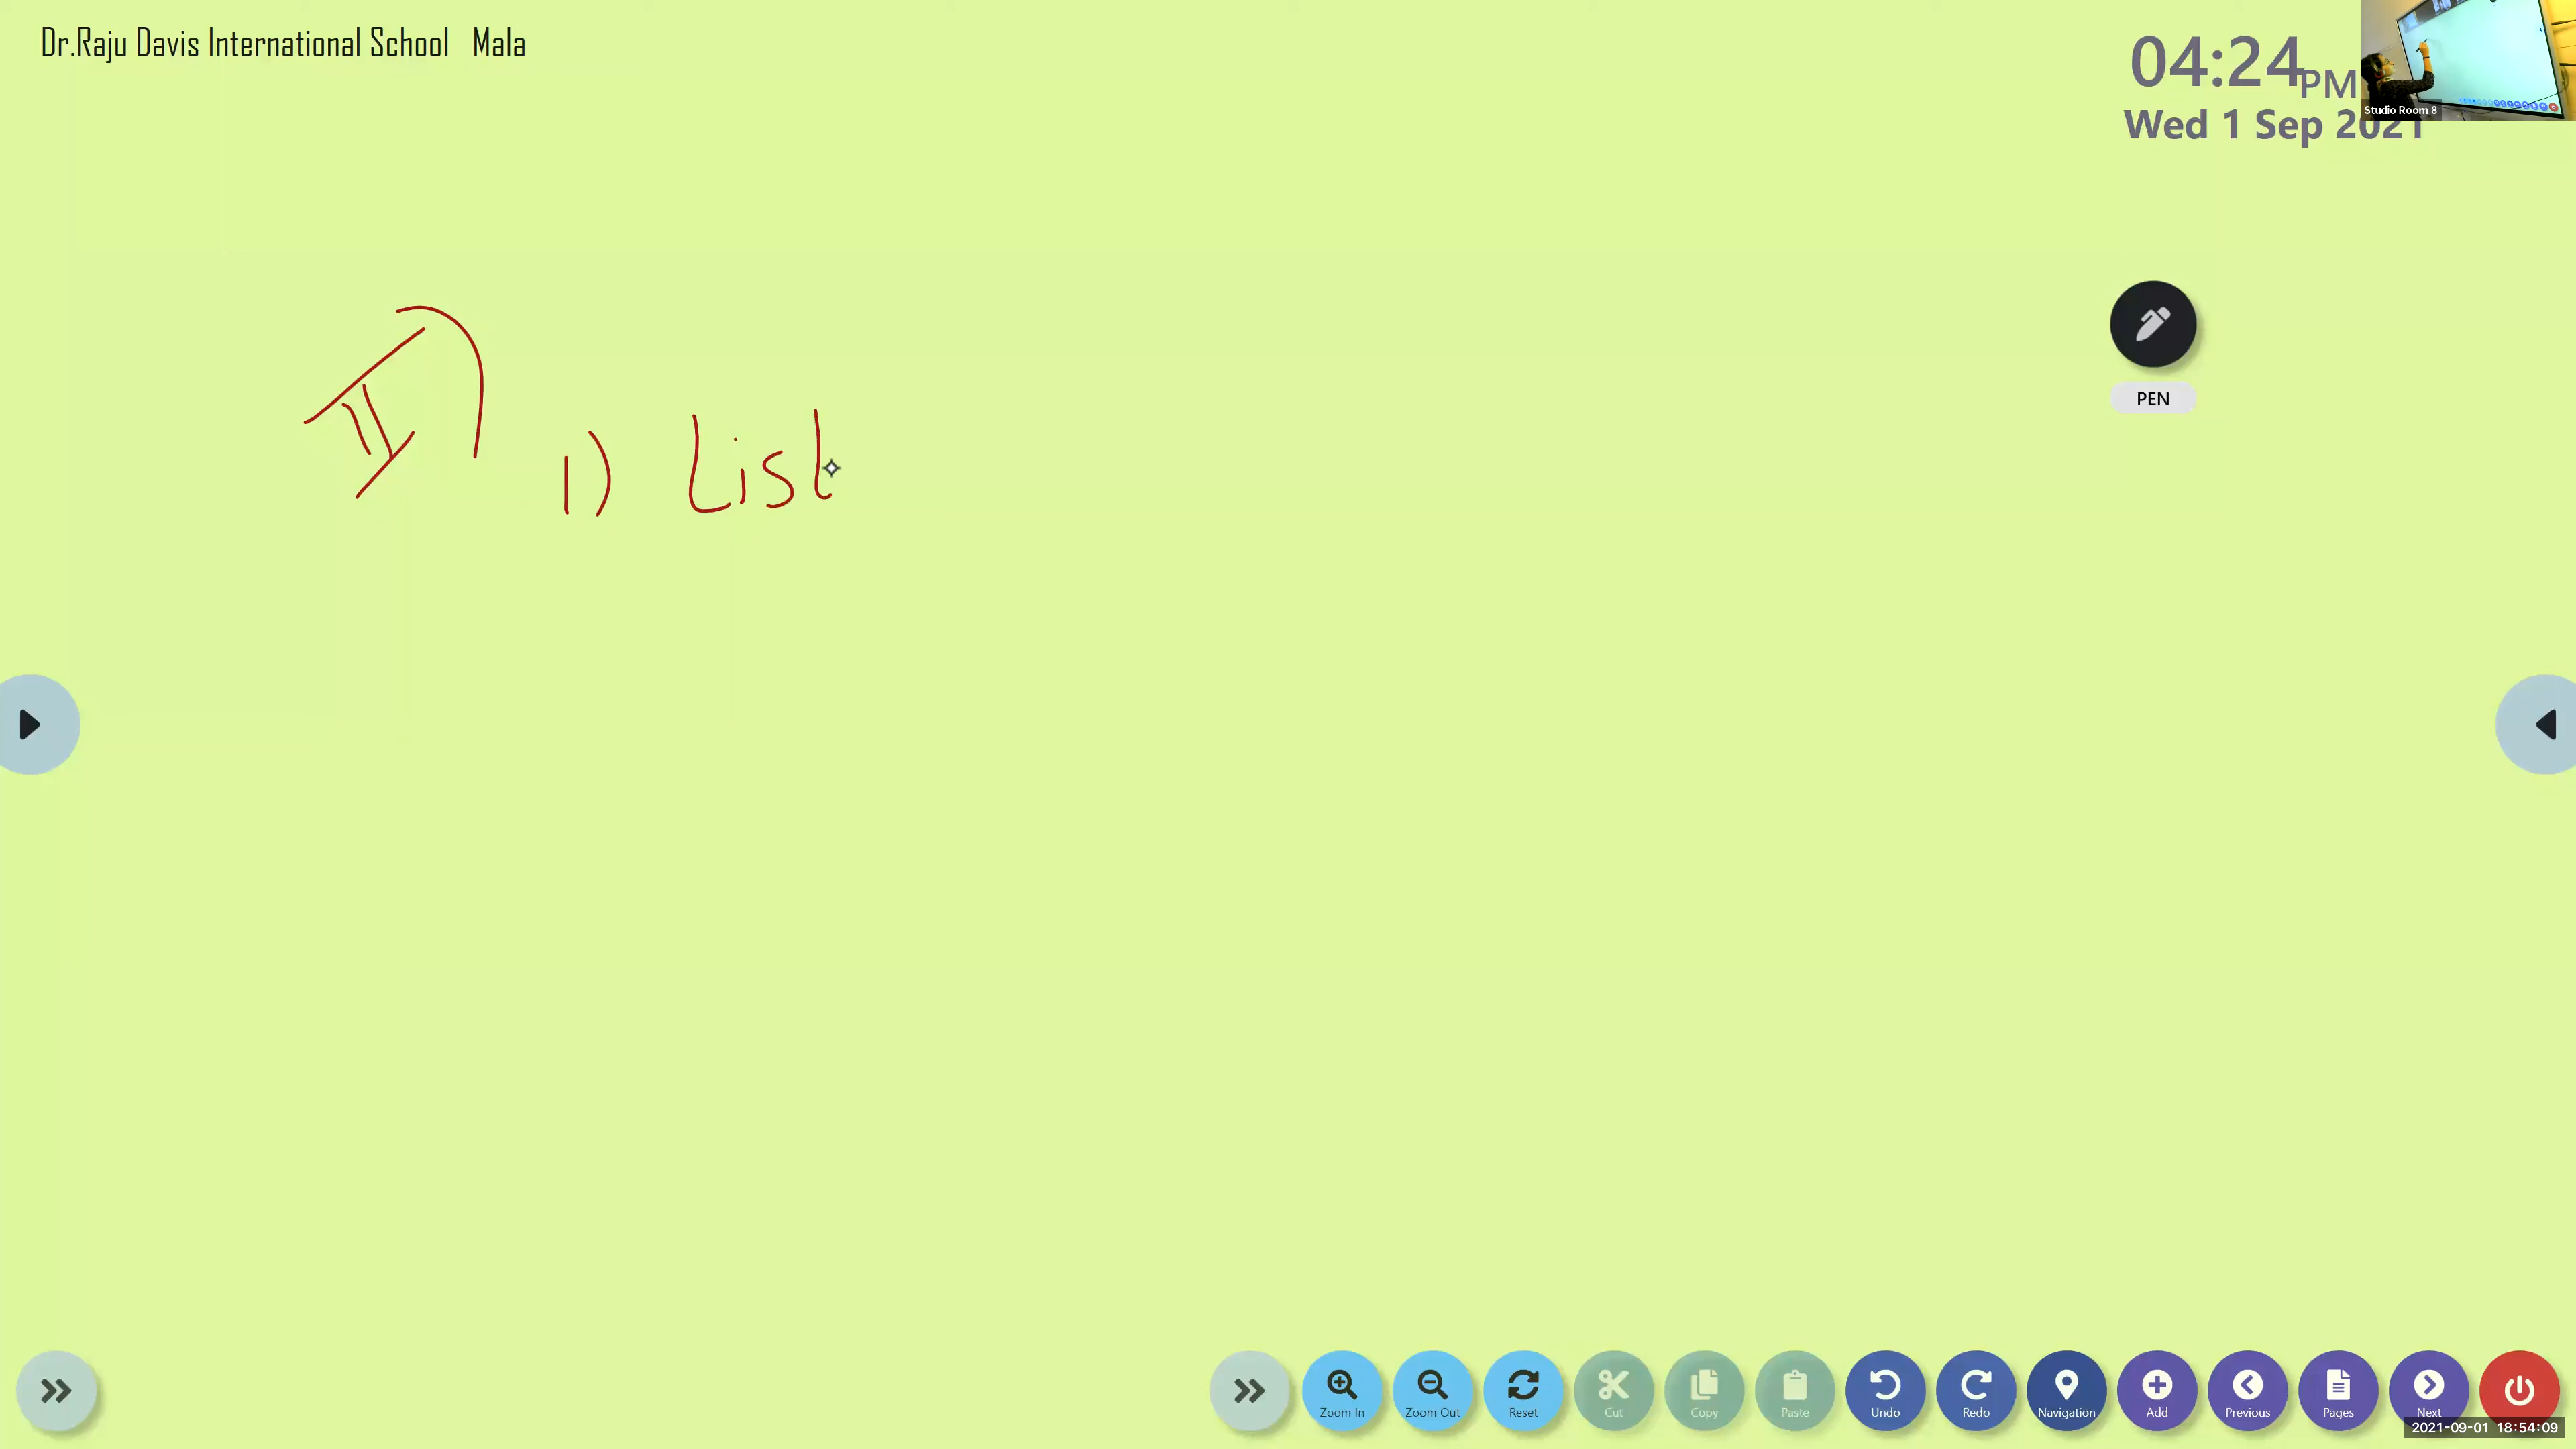 Dr.Raju Davis International School Mala
04:24 PM
Wed 1 Sep 2021
Studio Room 8
PEN
II)
1) List
Zoom In
Zoom Out
Reset
Cut
Copy
Paste
Undo
Redo
Navigation
Add
Previous
Pages
Next
2021-09-01 18:54:09